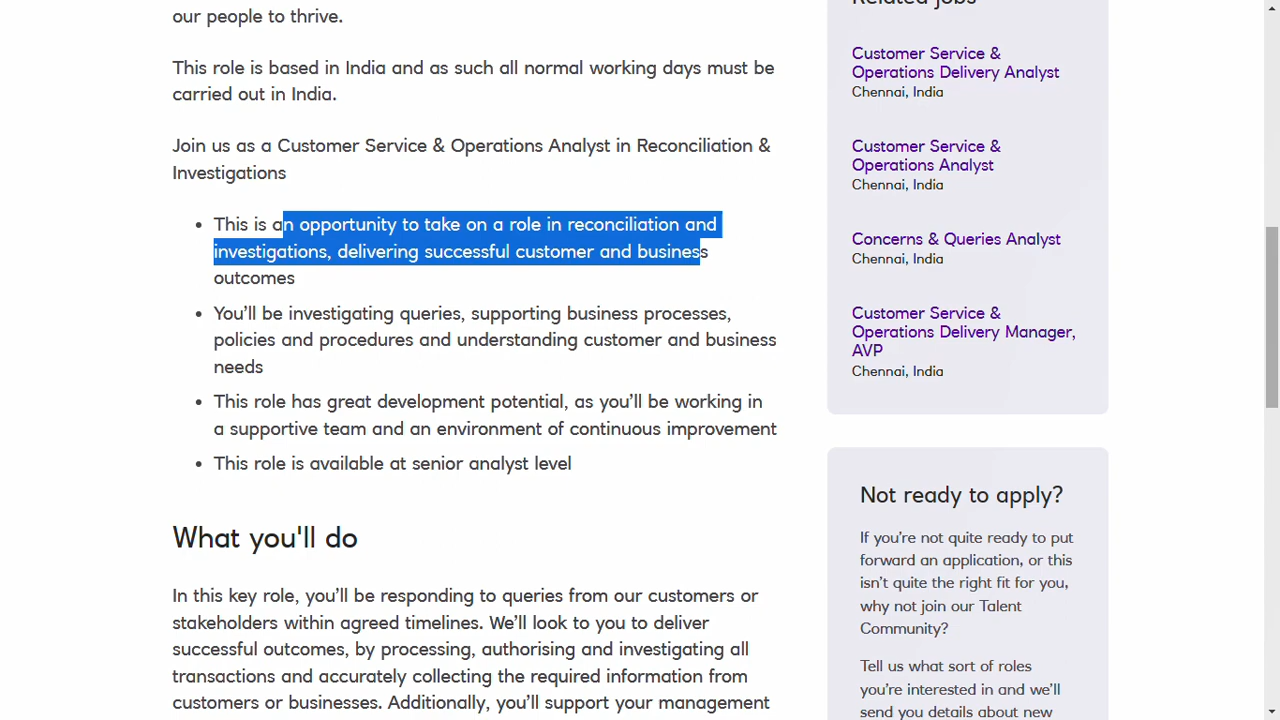 our people to thrive.
This role is based in India and as such all normal working days must be
carried out in India.
Join us as a Customer Service & Operations Analyst in Reconciliation &
Investigations
• This is an opportunity to take on a role in reconciliation and
investigations, delivering successful customer and business
outcomes
• You’ll be investigating queries, supporting business processes,
policies and procedures and understanding customer and business
needs
• This role has great development potential, as you’ll be working in
a supportive team and an environment of continuous improvement
• This role is available at senior analyst level
What you'll do
In this key role, you’ll be responding to queries from our customers or
stakeholders within agreed timelines. We’ll look to you to deliver
successful outcomes, by processing, authorising and investigating all
transactions and accurately collecting the required information from
customers or businesses. Additionally, you’ll support your management
Related jobs
Customer Service &
Operations Delivery Analyst
Chennai, India
Customer Service &
Operations Analyst
Chennai, India
Concerns & Queries Analyst
Chennai, India
Customer Service &
Operations Delivery Manager,
AVP
Chennai, India
Not ready to apply?
If you’re not quite ready to put
forward an application, or this
isn’t quite the right fit for you,
why not join our Talent
Community?
Tell us what sort of roles
you’re interested in and we’ll
send you details about new